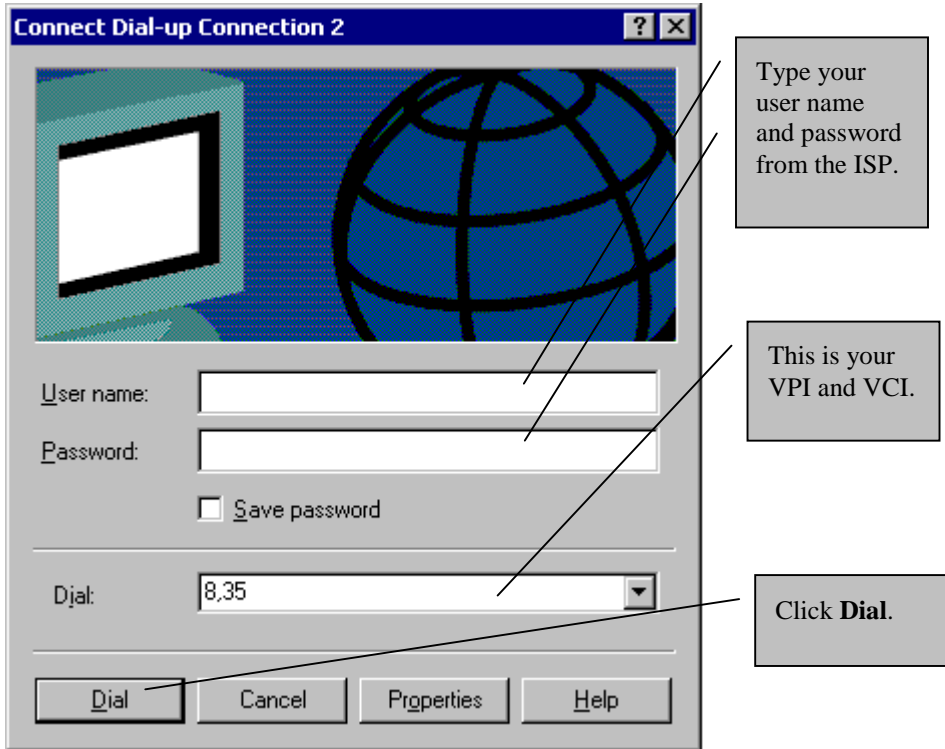 Connect Dial-up Connection 2
Type your
user name
and password
from the ISP.
This is your
VPI and VCI.
User name:
Password:
Save password
Dial:
8,35
Click Dial.
Dial
Cancel
Properties
Help